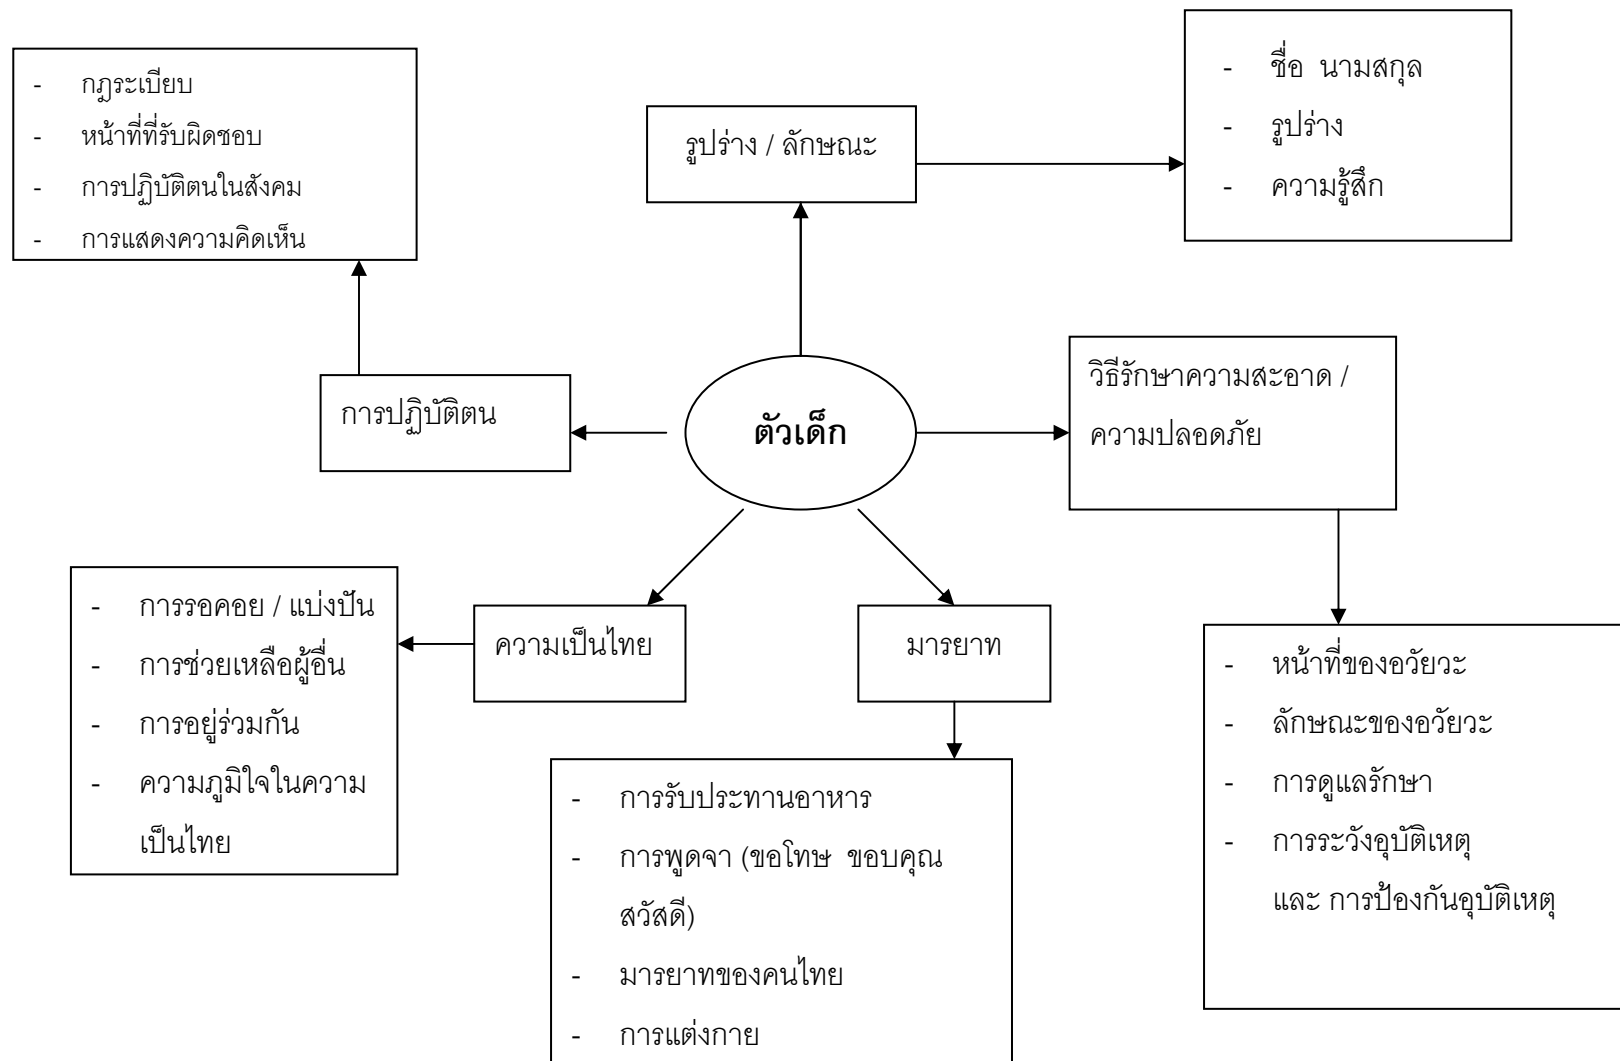 - กฎระเบียบ
- หน้าที่ที่รับผิดชอบ
- การปฏิบัติตนในสังคม
- การแสดงความคิดเห็น
รูปร่าง / ลักษณะ
- ชื่อ นามสกุล
- รูปร่าง
- ความรู้สึก
การปฏิบัติตน
ตัวเด็ก
วิธีรักษาความสะอาด /
ความปลอดภัย
- การรอคอย / แบ่งปัน
- การช่วยเหลือผู้อื่น
- การอยู่ร่วมกัน
- ความภูมิใจในความ
เป็นไทย
ความเป็นไทย
มารยาท
- การรับประทานอาหาร
- การพูดจา (ขอโทษ ขอบคุณ
สวัสดี)
- มารยาทของคนไทย
- การแต่งกาย
- หน้าที่ของอวัยวะ
- ลักษณะของอวัยวะ
- การดูแลรักษา
- การระวังอุบัติเหตุ
และ การป้องกันอุบัติเหตุ